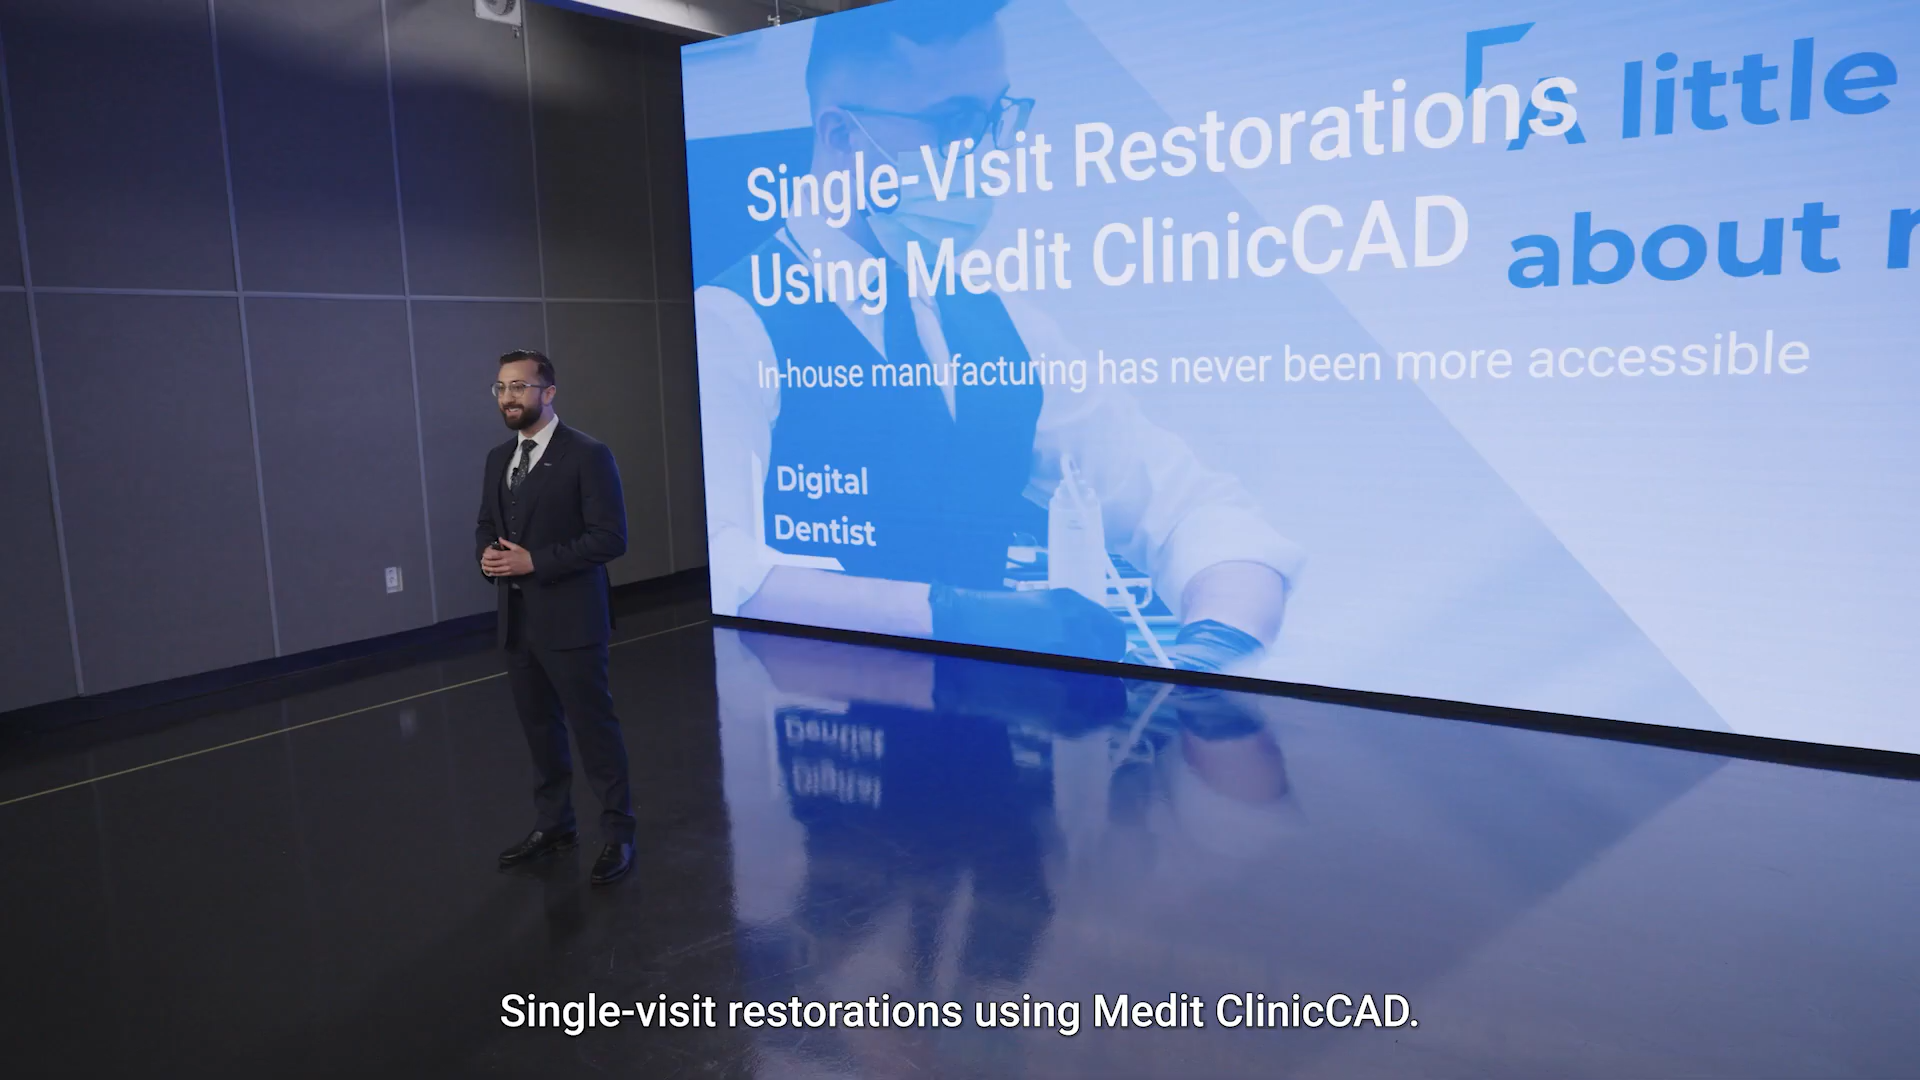 Single-Visit Restorations
Using Medit ClinicCAD
In-house manufacturing has never been more accessible
A little
about
Digital
Dentist
Single-visit restorations using Medit ClinicCAD.